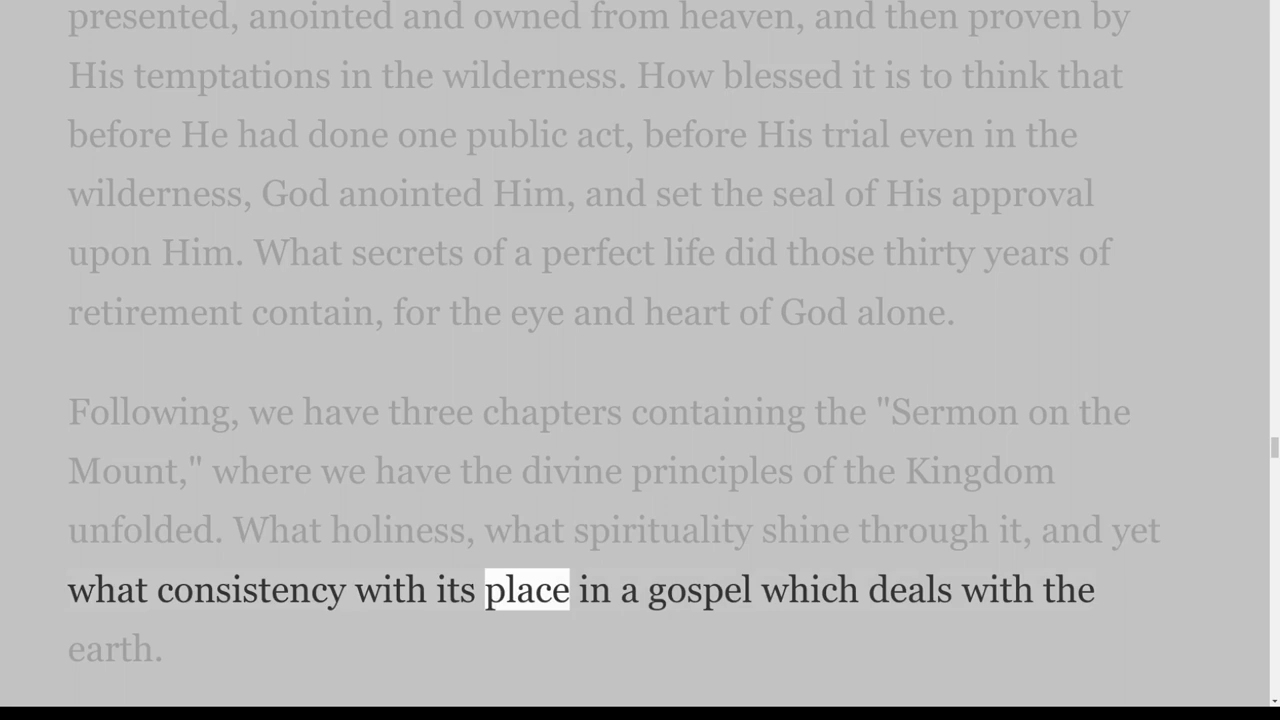 presented, anointed and owned from heaven, and then proven by
His temptations in the wilderness. How blessed it is to think that
before He had done one public act, before His trial even in the
wilderness, God anointed Him, and set the seal of His approval
upon Him. What secrets of a perfect life did those thirty years of
retirement contain, for the eye and heart of God alone.
Following, we have three chapters containing the "Sermon on the
Mount," where we have the divine principles of the Kingdom
unfolded. What holiness, what spirituality shine through it, and yet
what consistency with its place in a gospel which deals with the
earth.